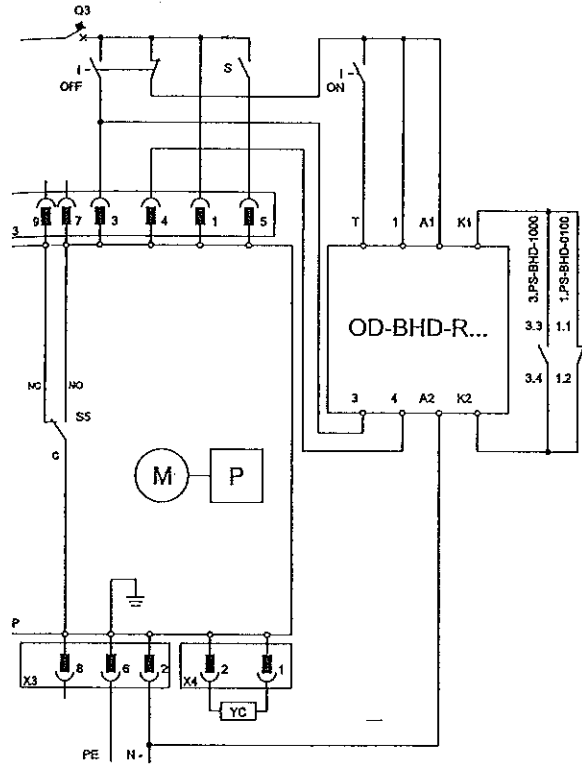 Q3
I
OFF
S
I
ON
9 7 3 4 1 5
3
T 1 A1 K1
OD-BHD-R...
3 4 A2 K2
3.PS-BHD-1000
1.PS-BHD-0100
3.3 1.1
3.4 1.2
NC NO
S5
C
M P
P
X3 8 6 2
X4 2 1
YC
PE N -